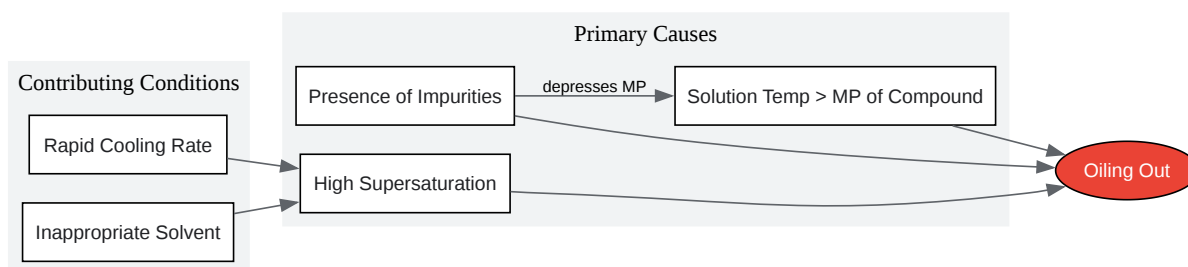 Primary Causes
Contributing Conditions
Presence of Impurities
depresses MP
Solution Temp > MP of Compound
Rapid Cooling Rate
High Supersaturation
Oiling Out
Inappropriate Solvent